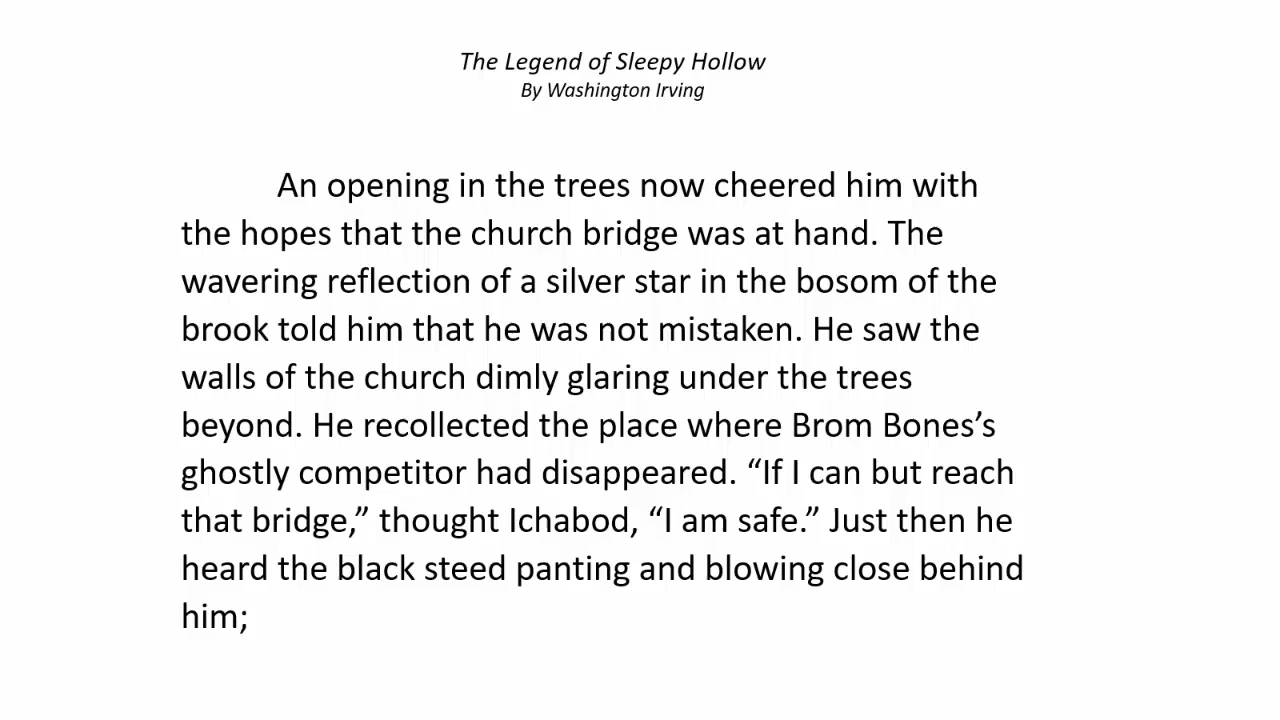 The Legend of Sleepy Hollow
By Washington Irving
An opening in the trees now cheered him with
the hopes that the church bridge was at hand. The
wavering reflection of a silver star in the bosom of the
brook told him that he was not mistaken. He saw the
walls of the church dimly glaring under the trees
beyond. He recollected the place where Brom Bones’s
ghostly competitor had disappeared. “If I can but reach
that bridge,” thought Ichabod, “I am safe.” Just then he
heard the black steed panting and blowing close behind
him;